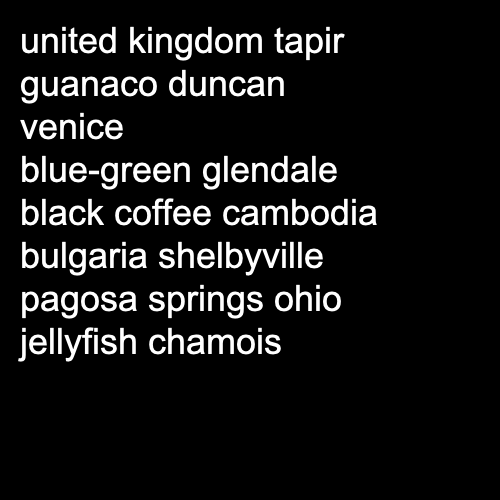 united kingdom tapir
guanaco duncan
venice
blue-green glendale
black coffee cambodia
bulgaria shelbyville
pagosa springs ohio
jellyfish chamois